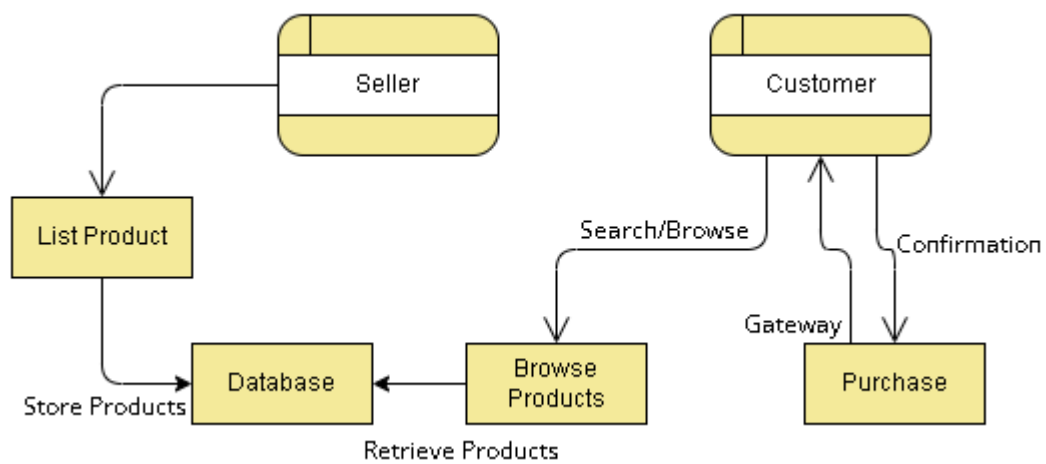 Seller
Customer
List Product
Search/Browse
Confirmation
Gateway
Database
Browse
Products
Purchase
Store Products
Retrieve Products